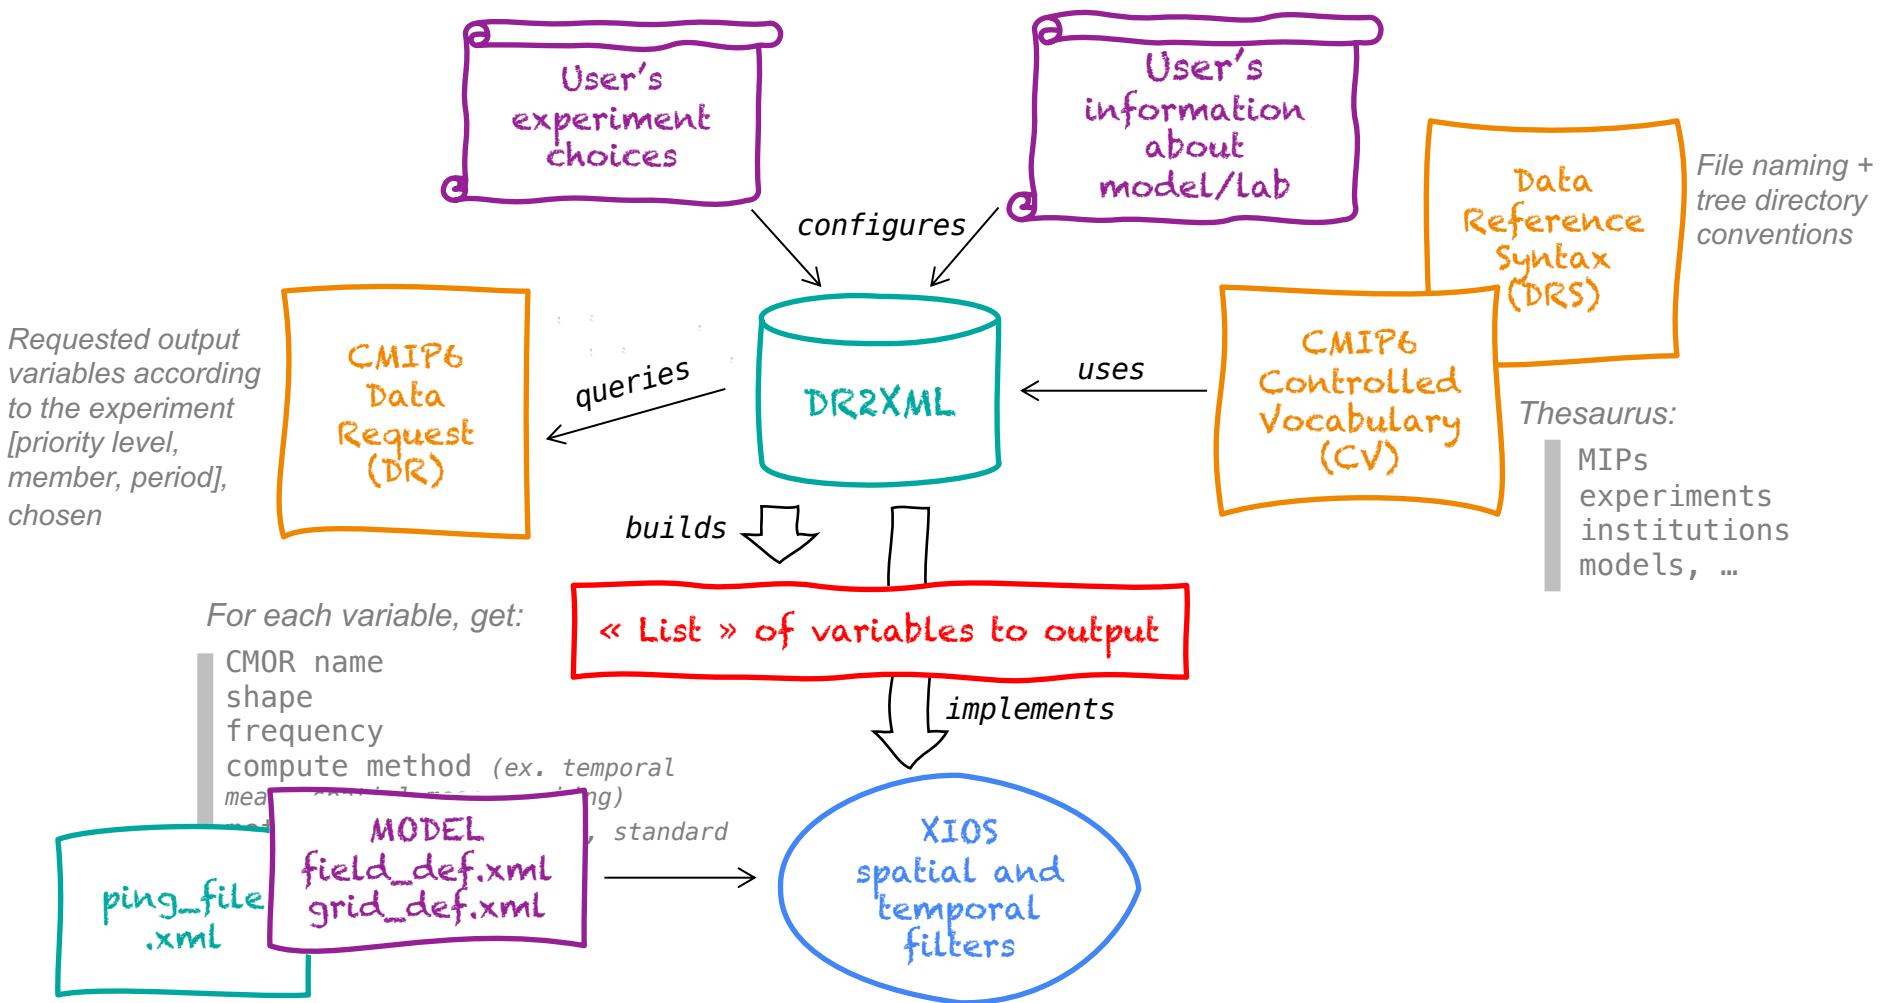 User's
experiment
choices
User's
information
about
model/lab
configures
Data
Reference
Syntax
(DRS)
File naming +
tree directory
conventions
Requested output
variables according
to the experiment
[priority level,
member, period],
chosen
CMIP6
Data
Request
(DR)
queries
DR2XML
uses
CMIP6
Controlled
Vocabulary
(CV)
Thesaurus:
MIPs
experiments
institutions
models, …
builds
« List » of variables to output
implements
For each variable, get:
CMOR name
shape
frequency
compute method (ex. temporal
, standard
ping_file
.xml
MODEL
field_def.xml
grid_def.xml
XIOS
spatial and
temporal
filters